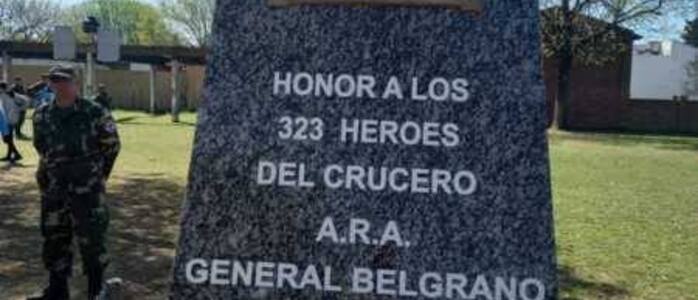 HONOR A LOS
323 HEROES
DEL CRUCERO
A.R.A.
GENERAL BELGRANO